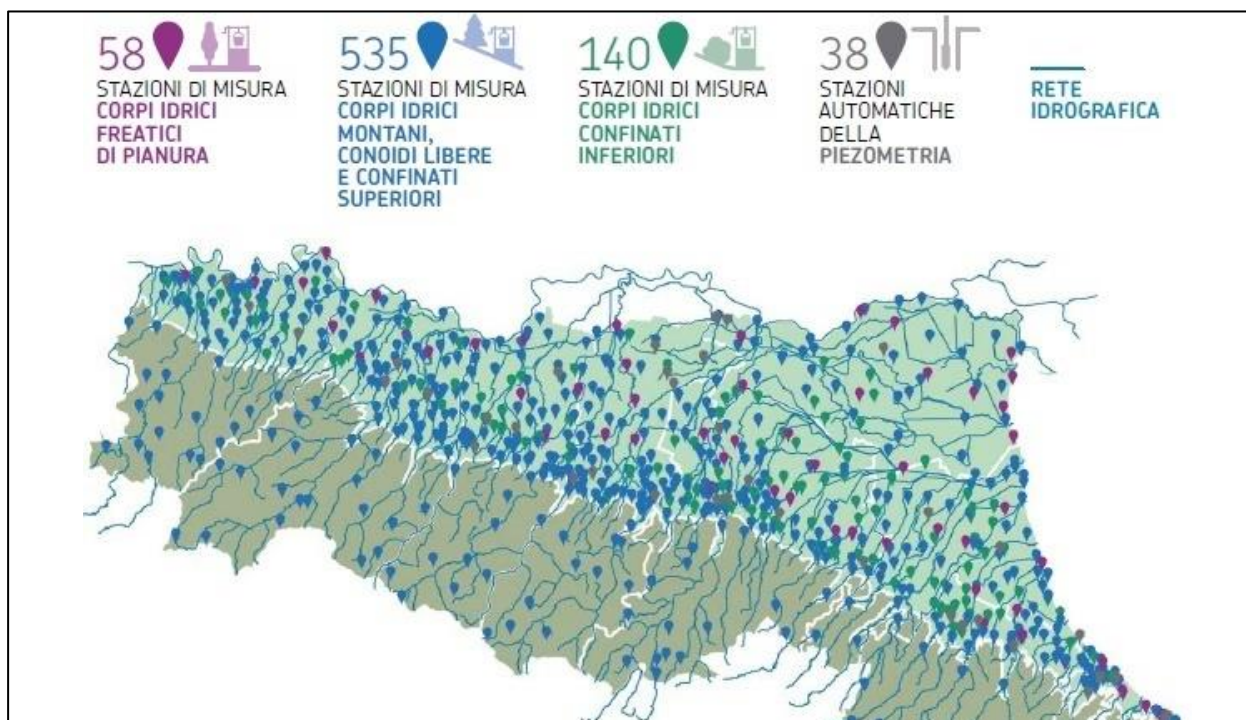 58
STAZIONI DI MISURA
CORPI IDRICI
FREATICI
DI PIANURA
535
STAZIONI DI MISURA
CORPI IDRICI
MONTANI,
CONOIDI LIBERE
E CONFINATI
SUPERIORI
140
STAZIONI DI MISURA
CORPI IDRICI
CONFINATI
INFERIORI
38
STAZIONI
AUTOMATICHE
DELLA
PIEZOMETRIA
RETE
IDROGRAFICA